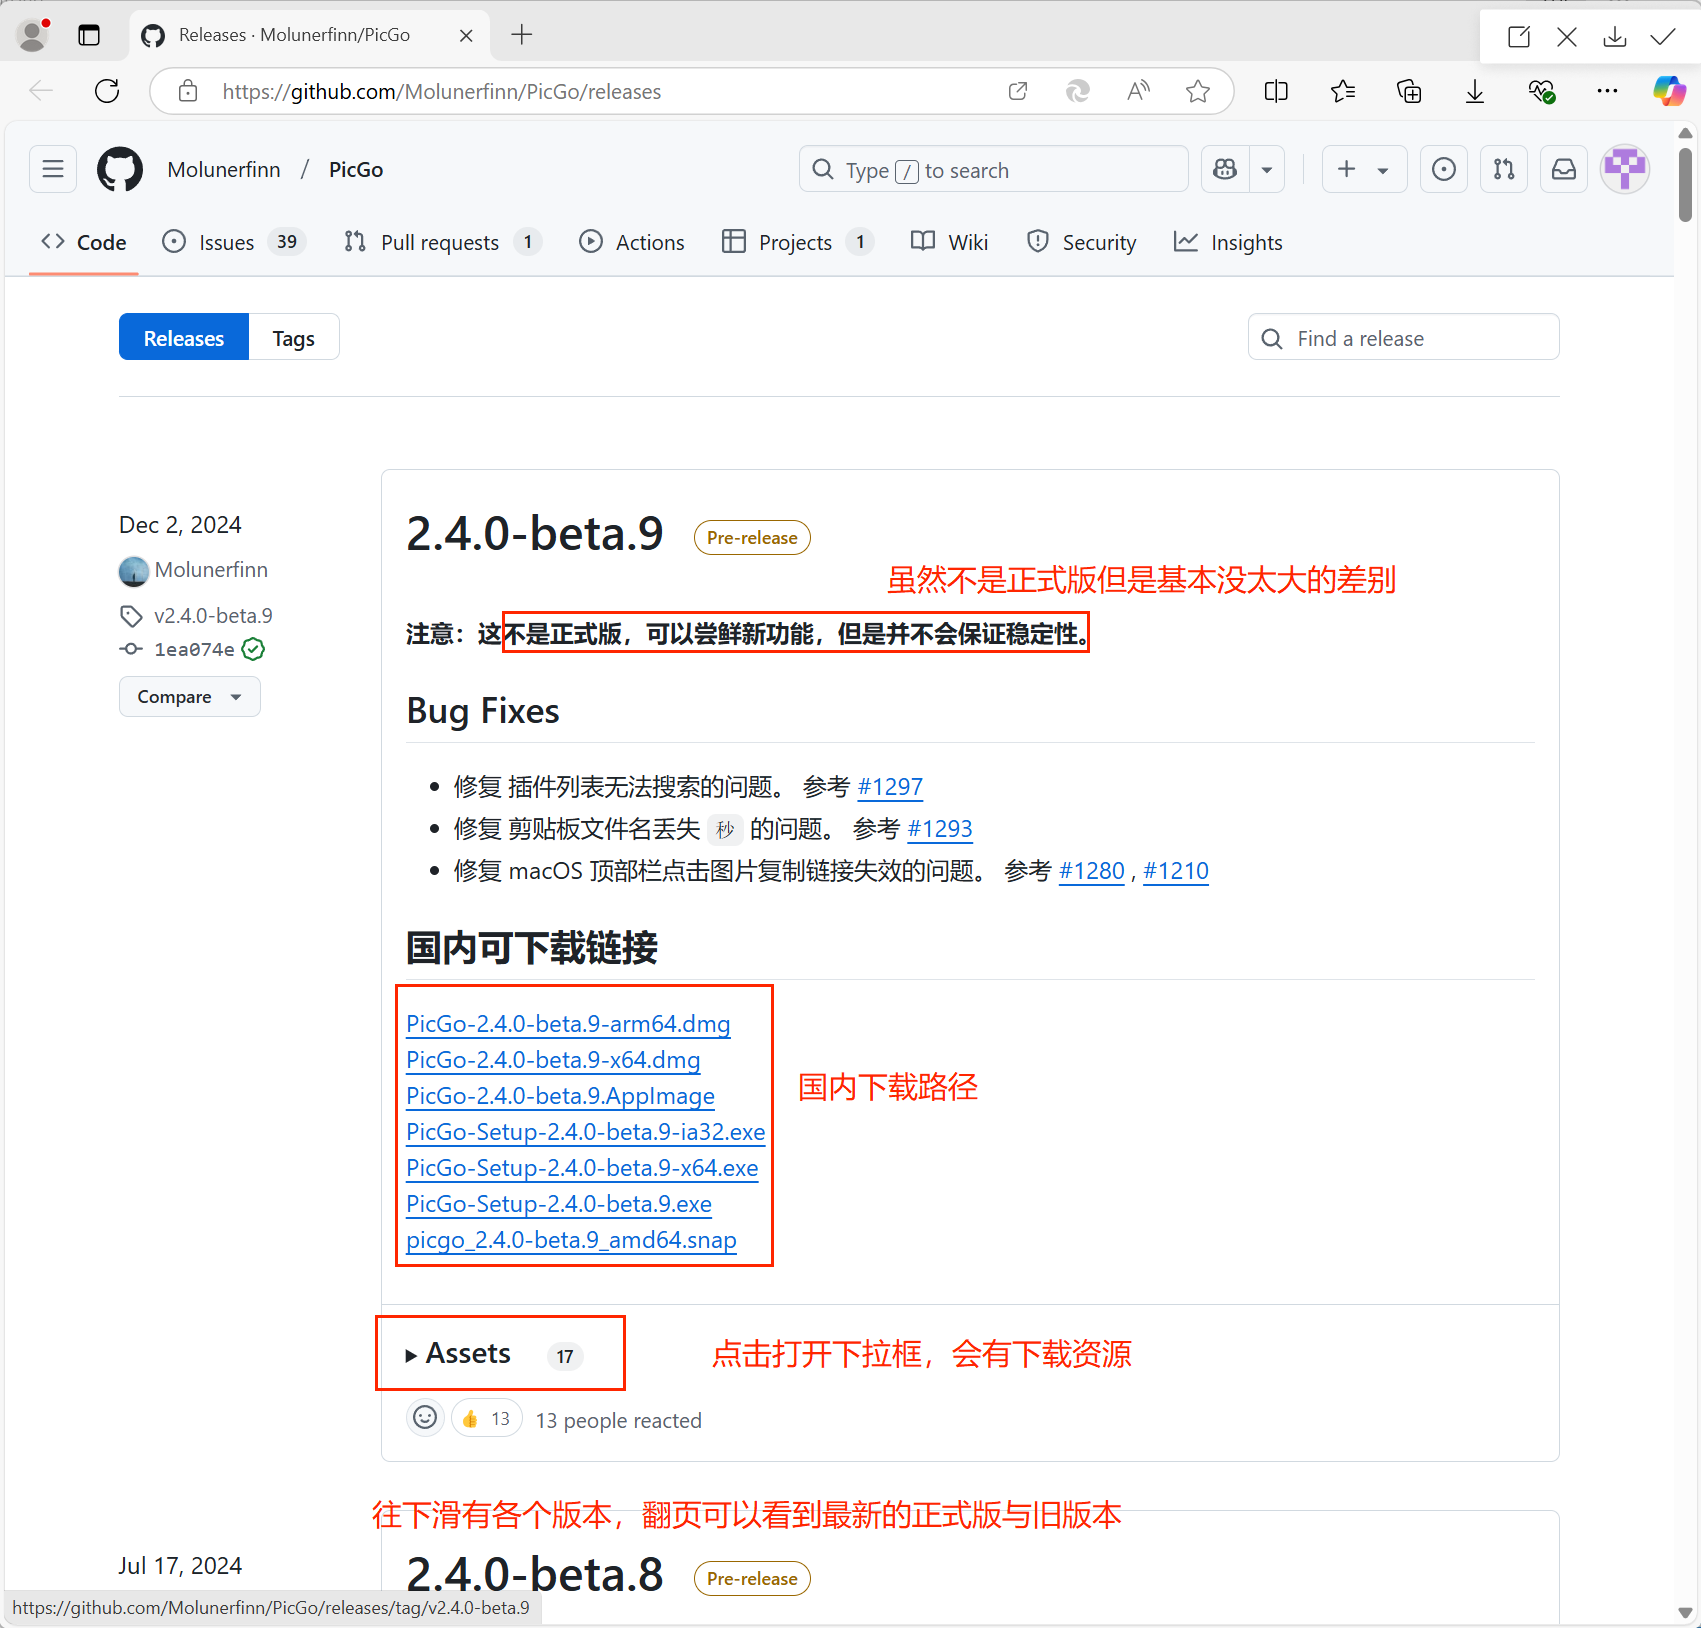 Releases · Molunerfinn/PicGo
https://github.com/Molunerfinn/PicGo/releases
Molunerfinn / PicGo
Type / to search
Code
Issues 39
Pull requests 1
Actions
Projects 1
Wiki
Security
Insights
Releases
Tags
Find a release
Dec 2, 2024
Molunerfinn
v2.4.0-beta.9
1ea074e
Compare
2.4.0-beta.9 Pre-release
虽然不是正式版但是基本没太大的差别
注意：这不是正式版，可以尝鲜新功能，但是并不会保证稳定性。
Bug Fixes
修复 插件列表无法搜索的问题。 参考 #1297
修复 剪贴板文件名丢失 秒 的问题。 参考 #1293
修复 macOS 顶部栏点击图片复制链接失效的问题。 参考 #1280 , #1210
国内可下载链接
PicGo-2.4.0-beta.9-arm64.dmg
PicGo-2.4.0-beta.9-x64.dmg
PicGo-2.4.0-beta.9.AppImage
PicGo-Setup-2.4.0-beta.9-ia32.exe
PicGo-Setup-2.4.0-beta.9-x64.exe
PicGo-Setup-2.4.0-beta.9.exe
picgo_2.4.0-beta.9_amd64.snap
国内下载路径
Assets 17
点击打开下拉框，会有下载资源
👍 13
13 people reacted
往下滑有各个版本，翻页可以看到最新的正式版与旧版本
Jul 17, 2024
2.4.0-beta.8 Pre-release
https://github.com/Molunerfinn/PicGo/releases/tag/v2.4.0-beta.9